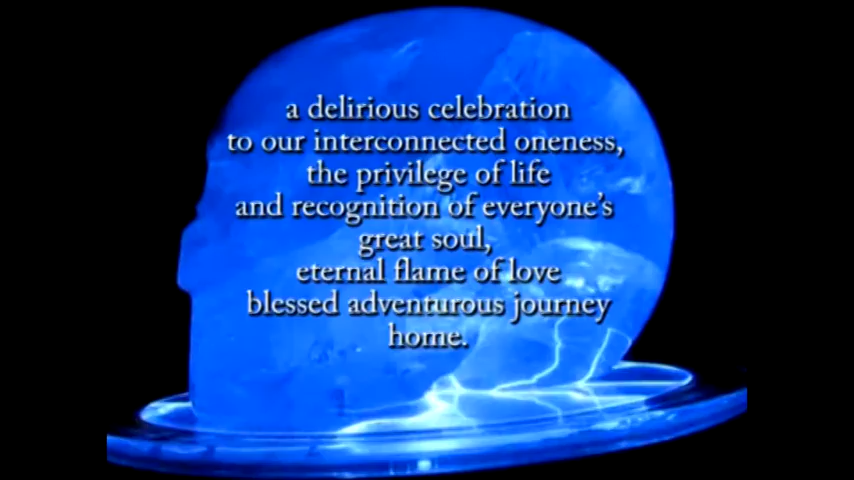 a delirious celebration
to our interconnected oneness,
the privilege of life
and recognition of everyone's
great soul,
eternal flame of love
blessed adventurous journey
home.